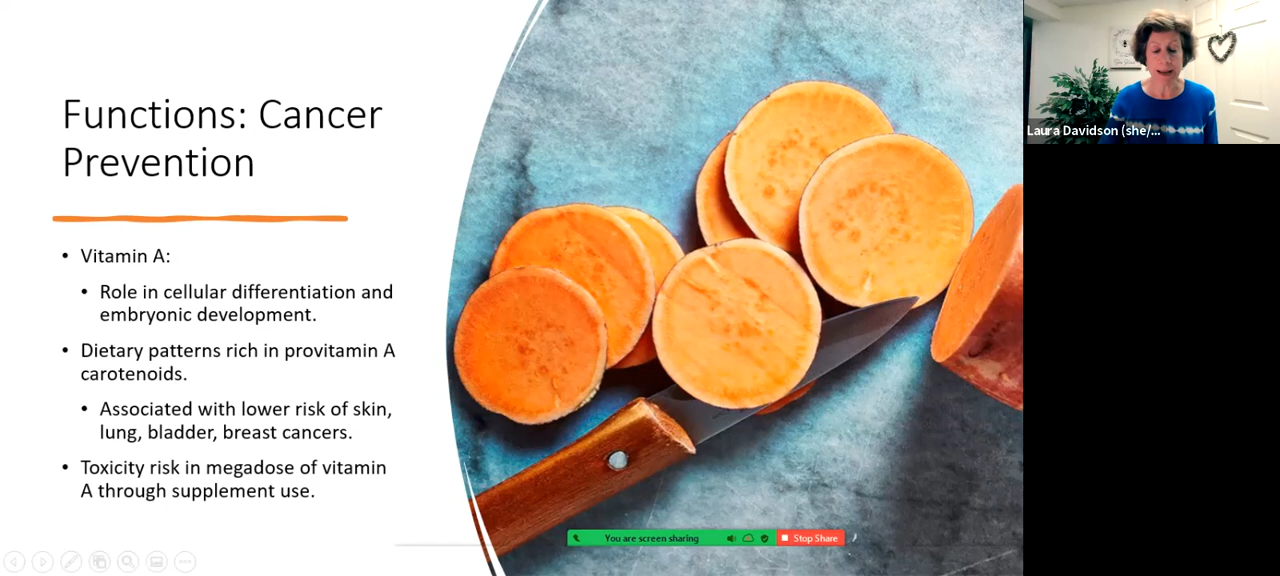 Functions: Cancer
Prevention
• Vitamin A:
• Role in cellular differentiation and
embryonic development.
• Dietary patterns rich in provitamin A
carotenoids.
• Associated with lower risk of skin,
lung, bladder, breast cancers.
• Toxicity risk in megadose of vitamin
A through supplement use.
You are screen sharing
Stop Share
Laura Davidson (she/...